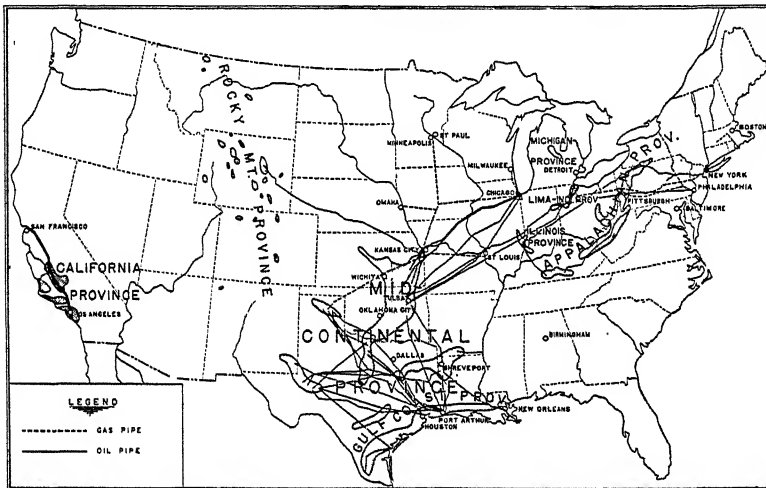 ROCKY MT. PROVINCE
MICHIGAN
PROVINCE
ST PAUL
MINNEAPOLIS
MILWAUKEE
DETROIT
CHICAGO
BOSTON
NEW YORK
PHILADELPHIA
PITTSBURGH
BALTIMORE
LIMA-IND. PROV
APPALACH PROV.
ILLINOIS
PROVINCE
OMAHA
KANSAS CITY
ST LOUIS
SAN FRANCISCO
CALIFORNIA
PROVINCE
LOS ANGELES
WICHITA
MID
TULSA
OKLAHOMA CITY
CONTINENTAL
PROVINCE
BIRMINGHAM
DALLAS
SHREVEPORT
GULF COAST PROV.
NEW ORLEANS
PORT ARTHUR
HOUSTON
LEGEND
GAS PIPE
OIL PIPE